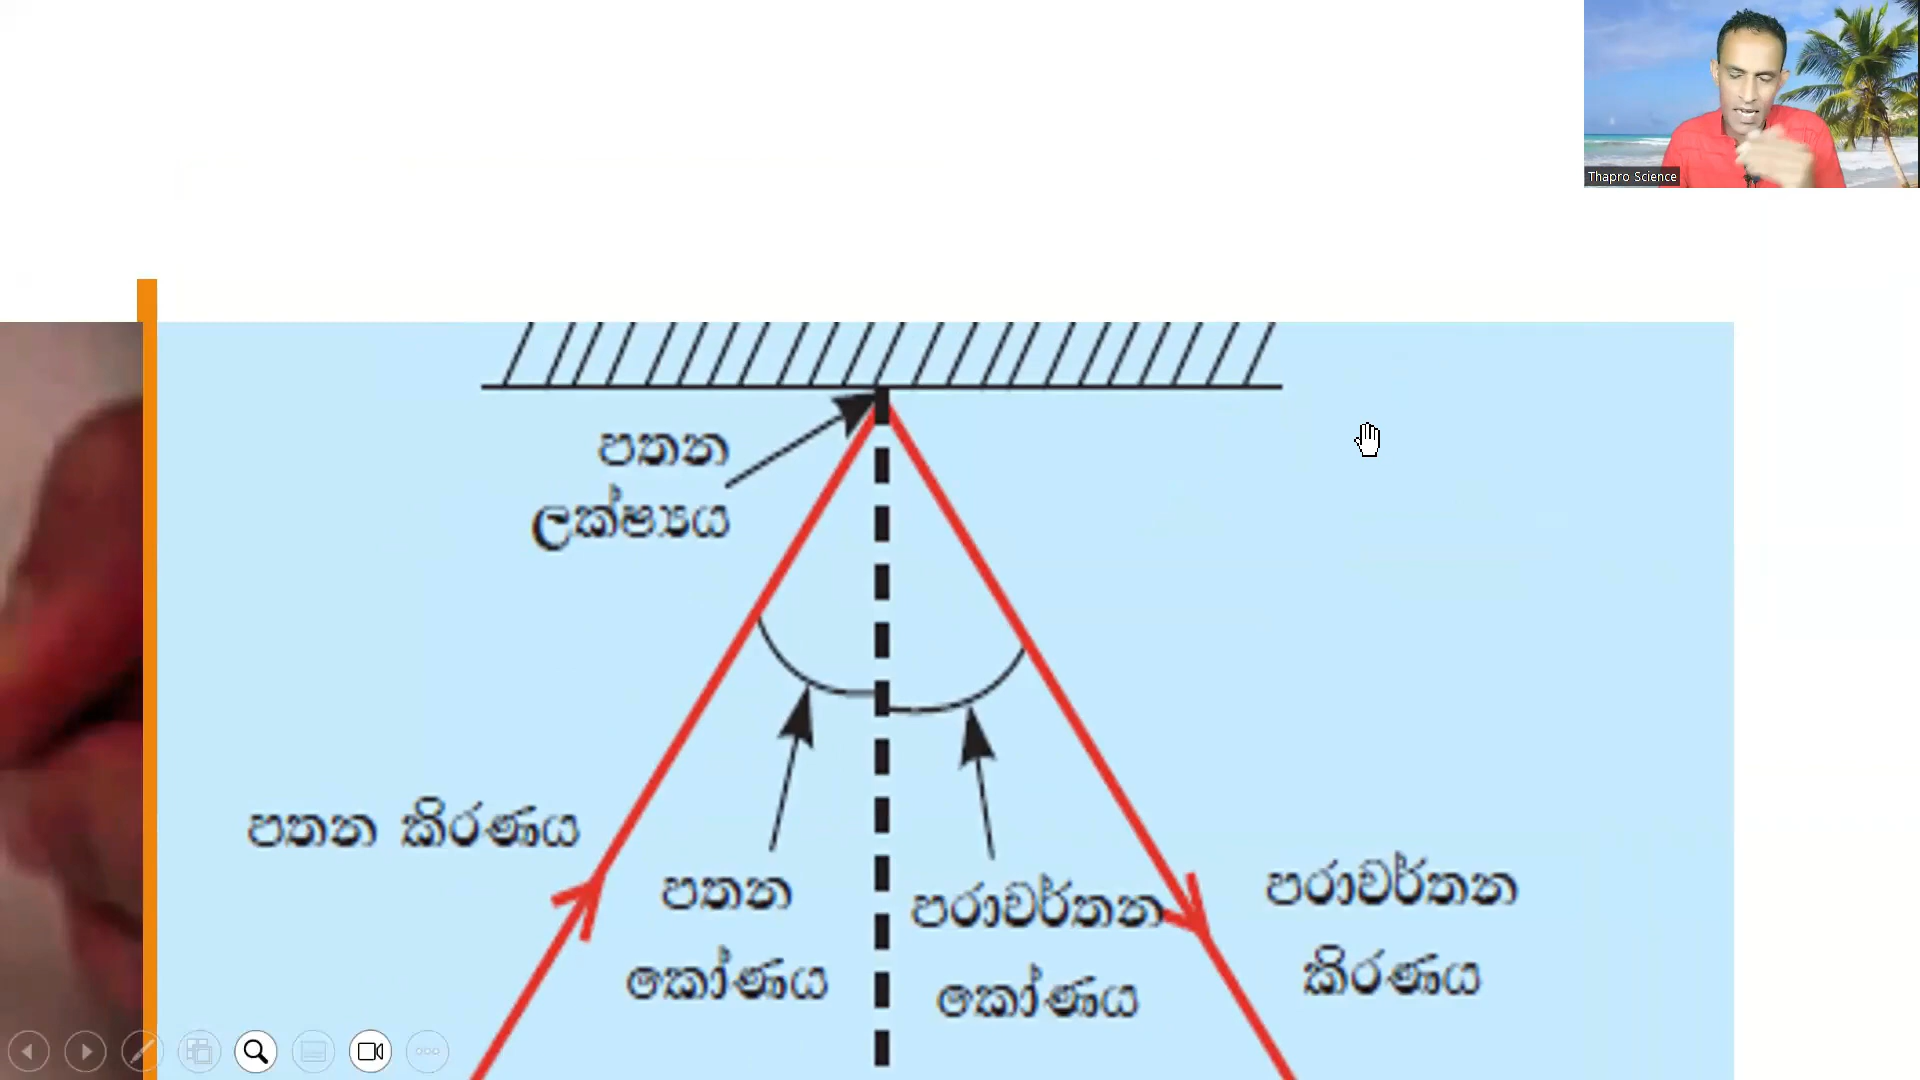 Thapro Science
පතන
ලක්ෂ්‍යය
පතන කිරණය
පතන
කෝණය
පරාවර්තන
කෝණය
පරාවර්තන
කිරණය